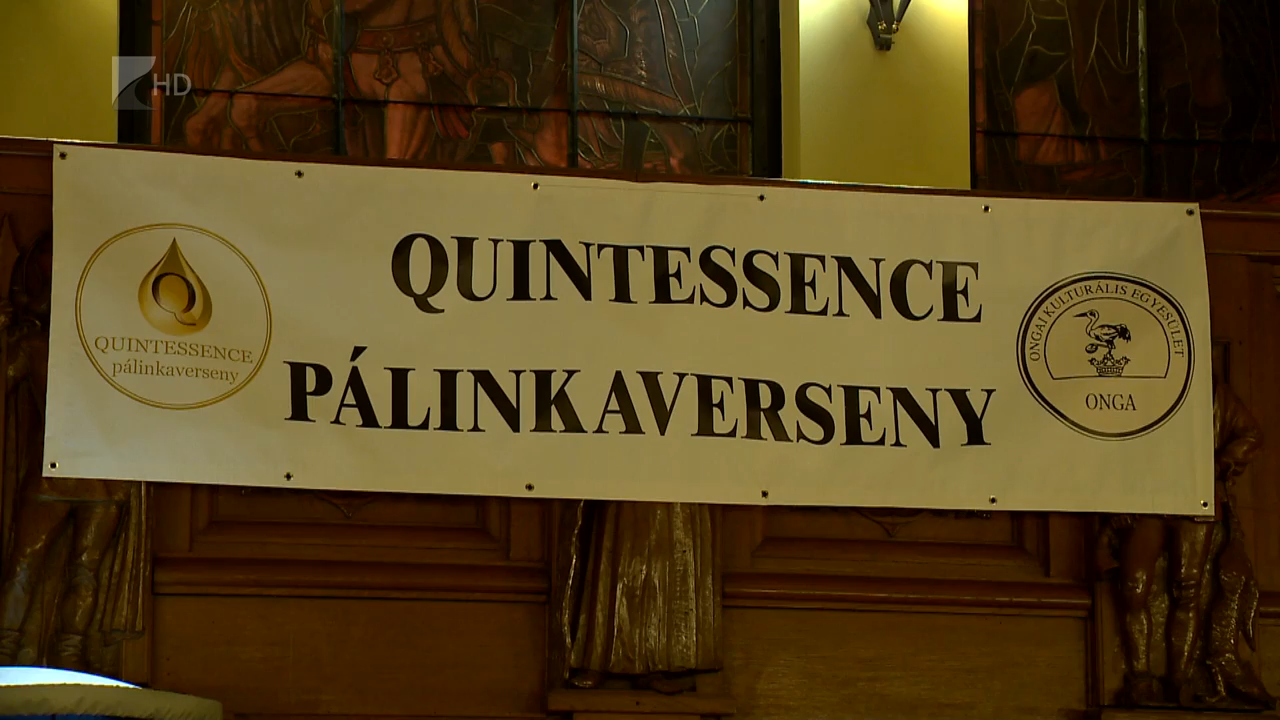 HD
QUINTESSENCE
PÁLINKAVERSENY
Q
QUINTESSENCE
pálinkaverseny
ONGAI KULTURÁLIS EGYESÜLET
ONGA